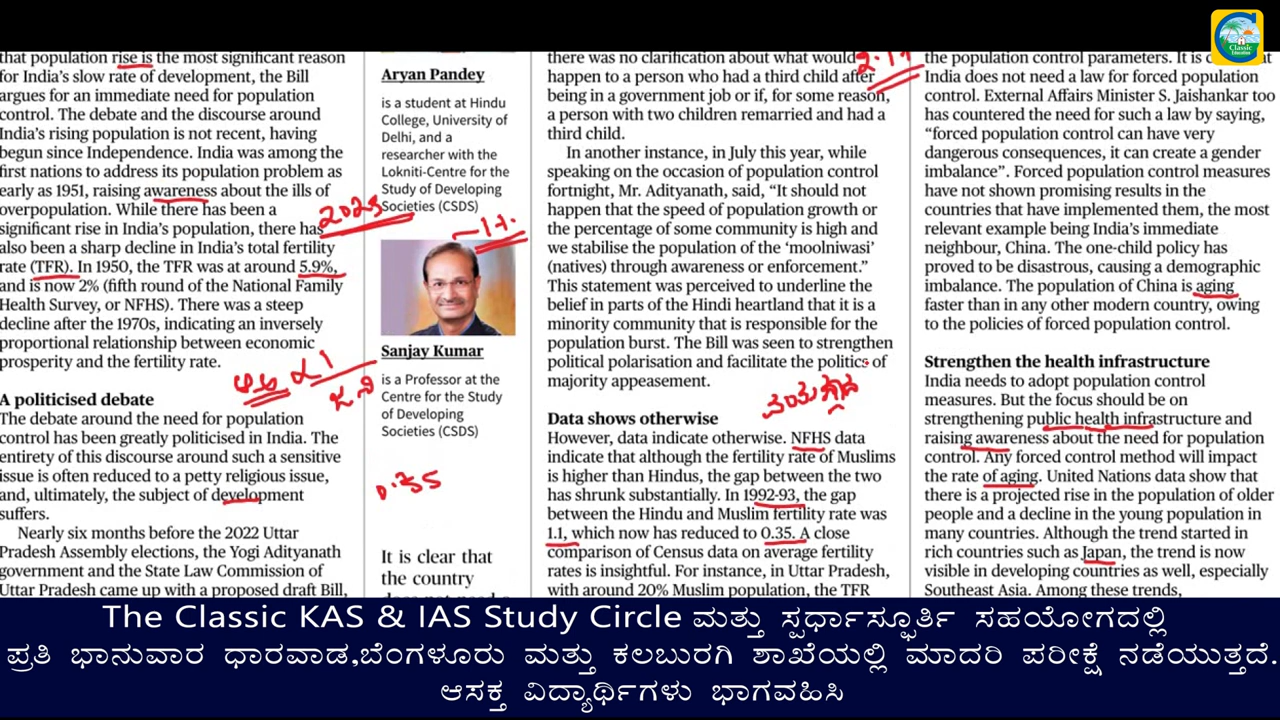 that population rise is the most significant reason
for India's slow rate of development, the Bill
argues for an immediate need for population
control. The debate and the discourse around
India's rising population is not recent, having
begun since Independence. India was among the
first nations to address its population problem as
early as 1951, raising awareness about the ills of
overpopulation. While there has been a
significant rise in India's population, there has
also been a sharp decline in India's total fertility
rate (TFR). In 1950, the TFR was at around 5.9%,
and is now 2% (fifth round of the National Family
Health Survey, or NFHS). There was a steep
decline after the 1970s, indicating an inversely
proportional relationship between economic
prosperity and the fertility rate.
A politicised debate
The debate around the need for population
control has been greatly politicised in India. The
entirety of this discourse around such a sensitive
issue is often reduced to a petty religious issue,
and, ultimately, the subject of development
suffers.
Nearly six months before the 2022 Uttar
Pradesh Assembly elections, the Yogi Adityanath
government and the State Law Commission of
Uttar Pradesh came up with a proposed draft Bill,
Aryan Pandey
is a student at Hindu
College, University of
Delhi, and a
researcher with the
Lokniti-Centre for the
Study of Developing
Societies (CSDS)
2023
Sanjay Kumar
is a Professor at the
Centre for the Study
of Developing
Societies (CSDS)
0.35
It is clear that
the country
does not need a
there was no clarification about what would
happen to a person who had a third child after
being in a government job or if, for some reason,
a person with two children remarried and had a
third child.
In another instance, in July this year, while
speaking on the occasion of population control
fortnight, Mr. Adityanath, said, "It should not
happen that the speed of population growth or
the percentage of some community is high and
we stabilise the population of the 'moolniwasi'
(natives) through awareness or enforcement."
This statement was perceived to underline the
belief in parts of the Hindi heartland that it is a
minority community that is responsible for the
population burst. The Bill was seen to strengthen
political polarisation and facilitate the politics of
majority appeasement.
Data shows otherwise
However, data indicate otherwise. NFHS data
indicate that although the fertility rate of Muslims
is higher than Hindus, the gap between the two
has shrunk substantially. In 1992-93, the gap
between the Hindu and Muslim fertility rate was
1.1, which now has reduced to 0.35. A close
comparison of Census data on average fertility
rates is insightful. For instance, in Uttar Pradesh,
with around 20% Muslim population, the TFR
the population control parameters. It is that
India does not need a law for forced population
control. External Affairs Minister S. Jaishankar too
has countered the need for such a law by saying,
"forced population control can have very
dangerous consequences, it can create a gender
imbalance". Forced population control measures
have not shown promising results in the
countries that have implemented them, the most
relevant example being India's immediate
neighbour, China. The one-child policy has
proved to be disastrous, causing a demographic
imbalance. The population of China is aging
faster than in any other modern country, owing
to the policies of forced population control.
Strengthen the health infrastructure
India needs to adopt population control
measures. But the focus should be on
strengthening public health infrastructure and
raising awareness about the need for population
control. Any forced control method will impact
the rate of aging. United Nations data show that
there is a projected rise in the population of older
people and a decline in the young population in
many countries. Although the trend started in
rich countries such as Japan, the trend is now
visible in developing countries as well, especially
Southeast Asia. Among these trends,
Classic
Education
The Classic KAS & IAS Study Circle ಮತ್ತು ಸ್ಪರ್ಧಾಸ್ಫೂರ್ತಿ ಸಹಯೋಗದಲ್ಲಿ
ಪ್ರತಿ ಭಾನುವಾರ ಧಾರವಾಡ,ಬೆಂಗಳೂರು ಮತ್ತು ಕಲಬುರಗಿ ಶಾಖೆಯಲ್ಲಿ ಮಾದರಿ ಪರೀಕ್ಷೆ ನಡೆಯುತ್ತದೆ.
ಆಸಕ್ತ ವಿದ್ಯಾರ್ಥಿಗಳು ಭಾಗವಹಿಸಿ